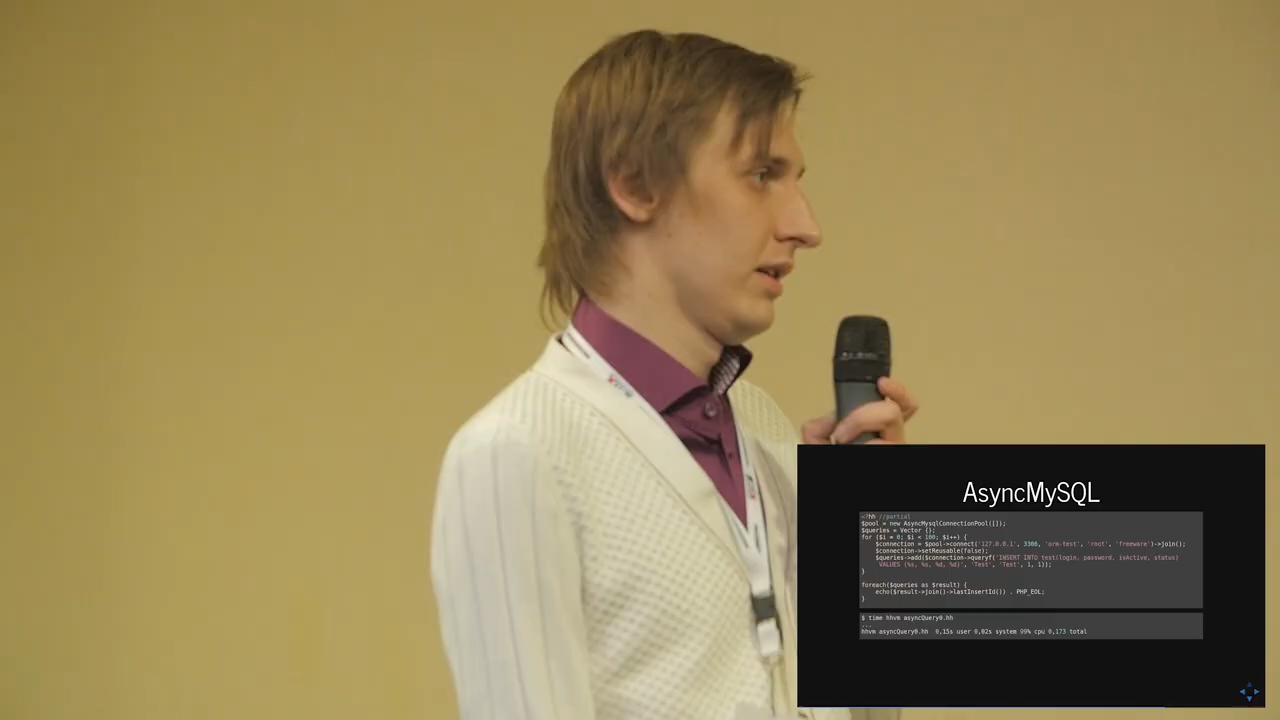 AsyncMySQL
<?hh //partial
$pool = new AsyncMysqlConnectionPool([]);
$queries = Vector {};
for ($i = 0; $i < 100; $i++) {
$connection = $pool->connect('127.0.0.1', 3306, 'orm-test', 'root', 'freeware')->join();
$connection->setReusable(false);
$queries->add($connection->queryf('INSERT INTO test(login, password, isActive, status)
VALUES (%s, %s, %d, %d)', 'Test', 'Test', 1, 1));
}
foreach($queries as $result) {
echo($result->join()->lastInsertId()) . PHP_EOL;
}
$ time hhvm asyncQuery0.hh
...
hhvm asyncQuery0.hh 0,15s user 0,02s system 99% cpu 0,173 total